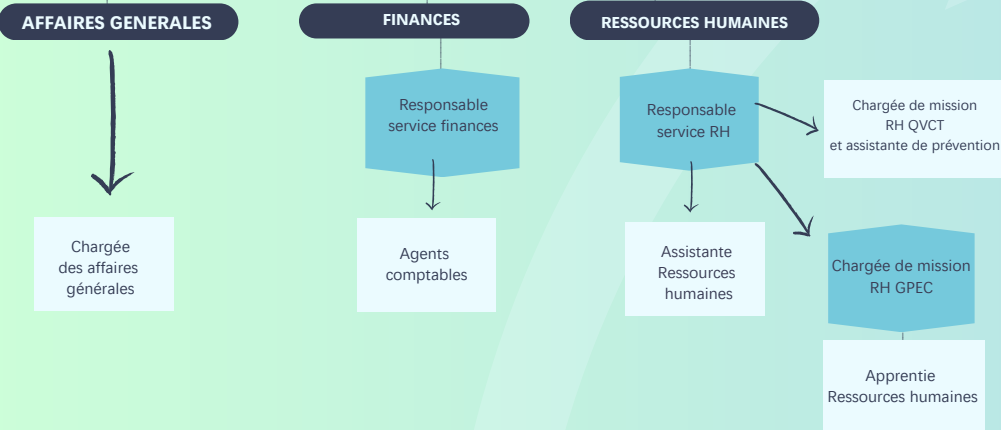 AFFAIRES GENERALES
Chargée
des affaires
générales
FINANCES
Responsable
service finances
Agents
comptables
RESSOURCES HUMAINES
Responsable
service RH
Chargée de mission
RH QVCT
et assistante de prévention
Assistante
Ressources
humaines
Chargée de mission
RH GPEC
Apprentie
Ressources humaines